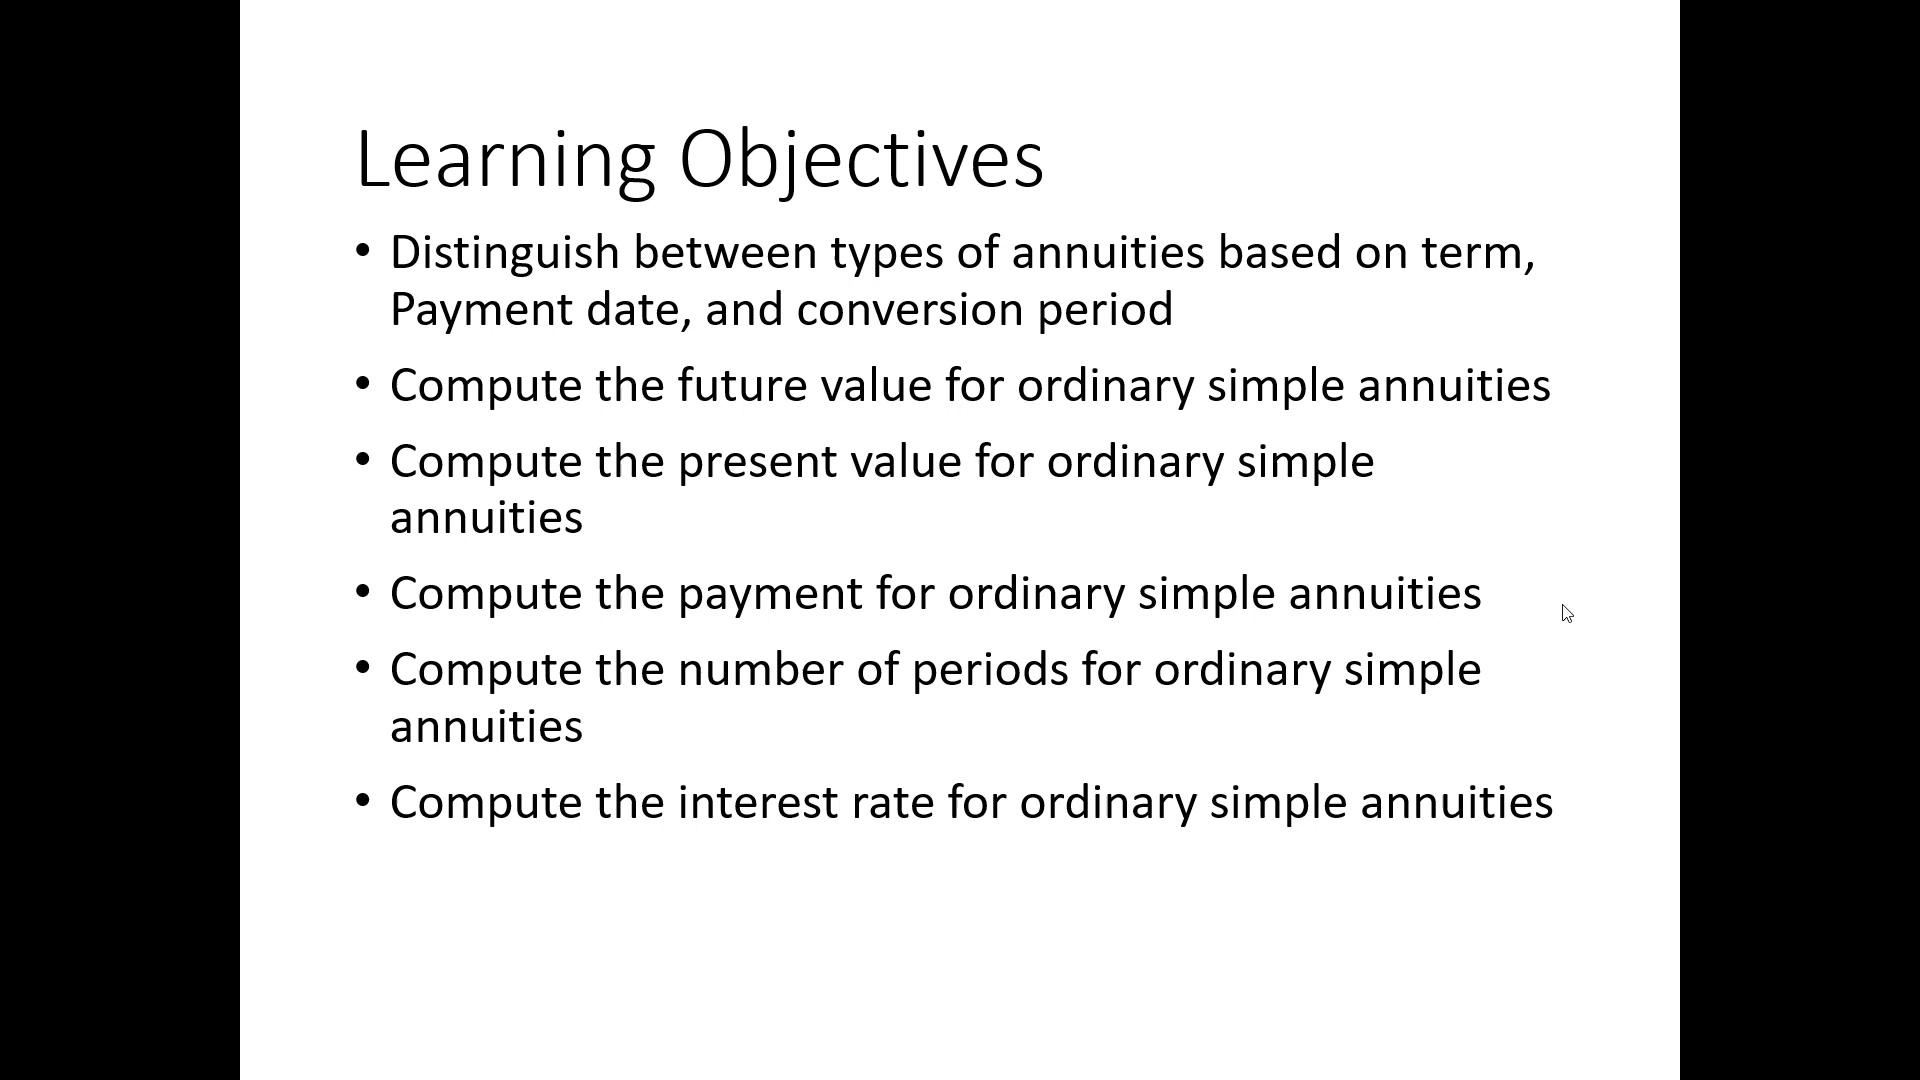 Learning Objectives
• Distinguish between types of annuities based on term,
Payment date, and conversion period
• Compute the future value for ordinary simple annuities
• Compute the present value for ordinary simple
annuities
• Compute the payment for ordinary simple annuities
• Compute the number of periods for ordinary simple
annuities
• Compute the interest rate for ordinary simple annuities